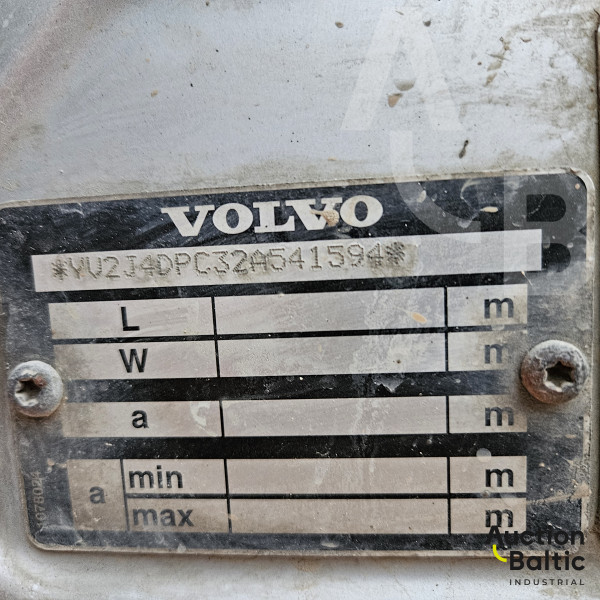 VOLVO
*YV2J4DPC32A541594*
L m
W m
a m
a min m
max m
Auction
Baltic
INDUSTRIAL